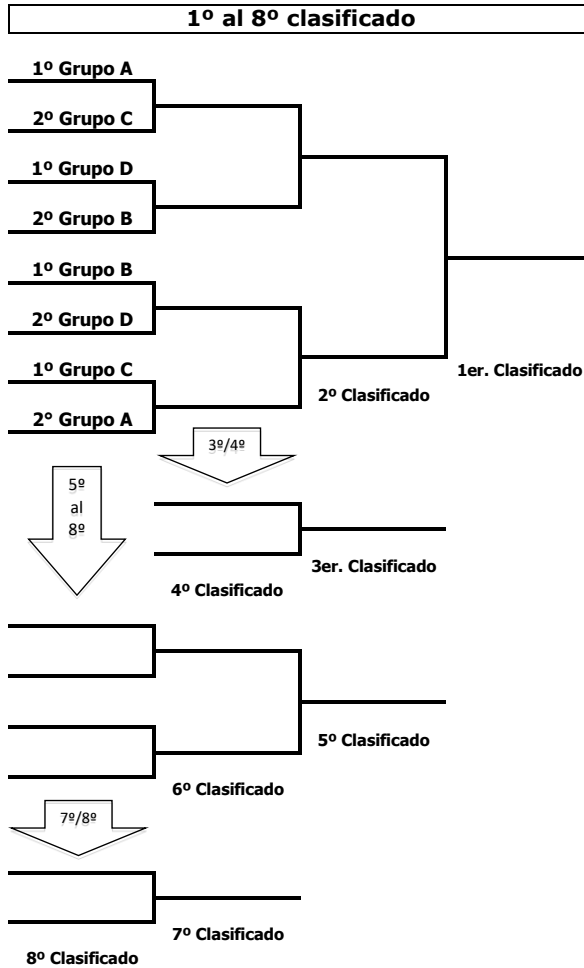 1º al 8º clasificado
1º Grupo A
2º Grupo C
1º Grupo D
2º Grupo B
1º Grupo B
2º Grupo D
1º Grupo C
2° Grupo A
1er. Clasificado
2º Clasificado
3º/4º
5º
al
8º
3er. Clasificado
4º Clasificado
5º Clasificado
6º Clasificado
7º/8º
7º Clasificado
8º Clasificado